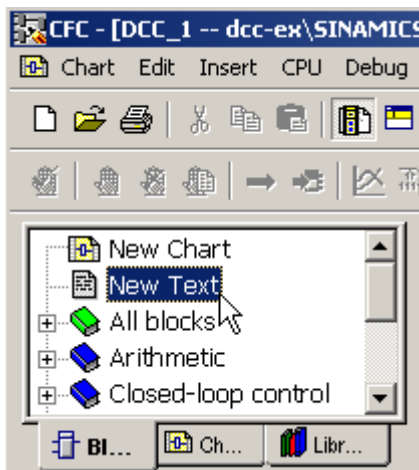 CFC - [DCC_1 -- dcc-ex\SINAMICS
Chart Edit Insert CPU Debug
New Chart
New Text
All blocks
Arithmetic
Closed-loop control
Bl... Ch... Libr...